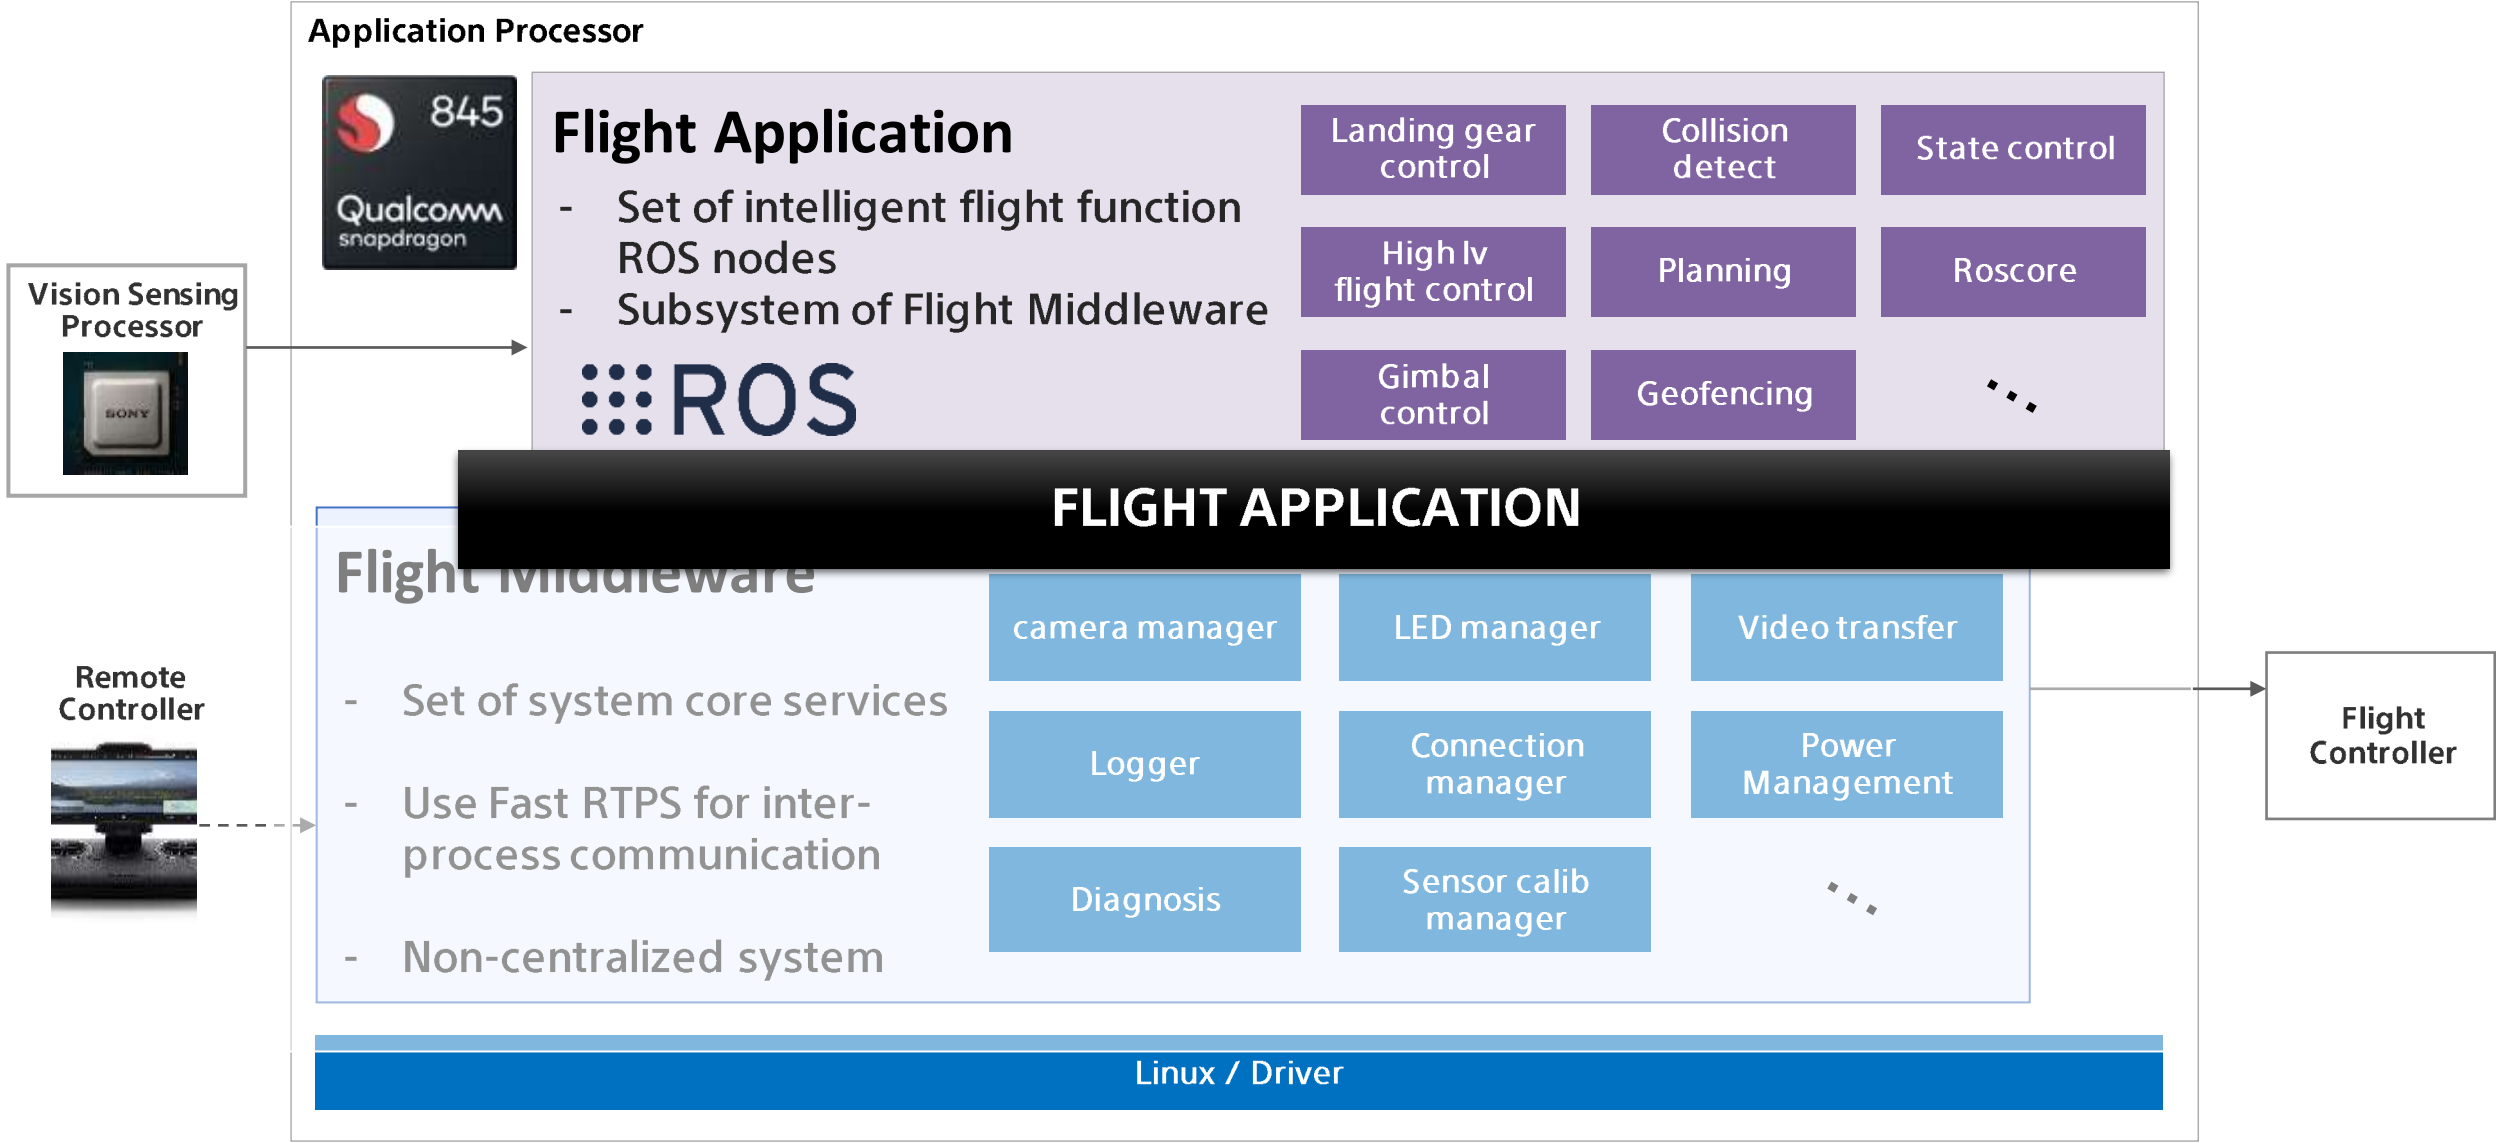 Application Processor
845
Qualcomm
snapdragon
Flight Application
- Set of intelligent flight function
ROS nodes
- Subsystem of Flight Middleware
ROS
Landing gear
control
Collision
detect
State control
High lv
flight control
Planning
Roscore
Gimbal
control
Geofencing
Vision Sensing
Processor
SONY
FLIGHT APPLICATION
Flight Middleware
- Set of system core services
- Use Fast RTPS for inter-
process communication
- Non-centralized system
camera manager
LED manager
Video transfer
Logger
Connection
manager
Power
Management
Diagnosis
Sensor calib
manager
Remote
Controller
Flight
Controller
Linux / Driver